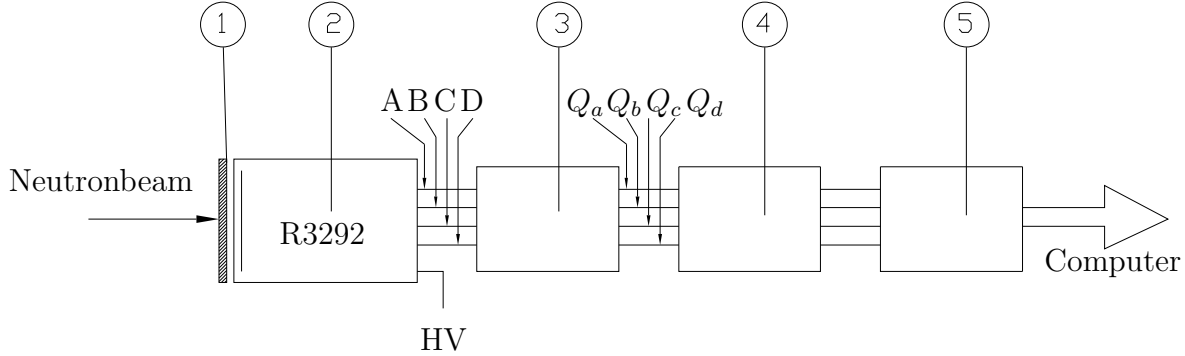 1 2 3 4 5
A B C D Q_a Q_b Q_c Q_d
Neutronbeam
R3292
Computer
HV